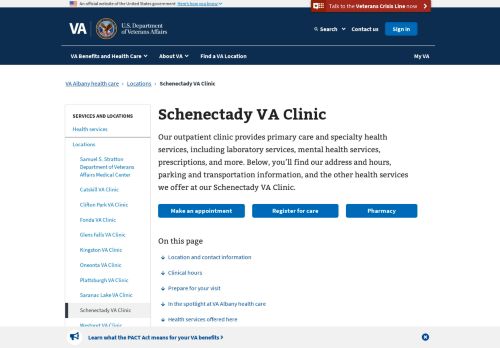 An official website of the United States government Here's how you know
Talk to the Veterans Crisis Line now
VA
U.S. Department
of Veterans Affairs
Search
Contact us
Sign in
VA Benefits and Health Care
About VA
Find a VA Location
My VA
VA Albany health care › Locations › Schenectady VA Clinic
SERVICES AND LOCATIONS
Health services
Locations
Samuel S. Stratton
Department of Veterans
Affairs Medical Center
Catskill VA Clinic
Clifton Park VA Clinic
Fonda VA Clinic
Glens Falls VA Clinic
Kingston VA Clinic
Oneonta VA Clinic
Plattsburgh VA Clinic
Saranac Lake VA Clinic
Schenectady VA Clinic
Westport VA Clinic
Schenectady VA Clinic
Our outpatient clinic provides primary care and specialty health
services, including laboratory services, mental health services,
prescriptions, and more. Below, you'll find our address and hours,
parking and transportation information, and the other health services
we offer at our Schenectady VA Clinic.
Make an appointment
Register for care
Pharmacy
On this page
Location and contact information
Clinical hours
Prepare for your visit
In the spotlight at VA Albany health care
Health services offered here
Learn what the PACT Act means for your VA benefits